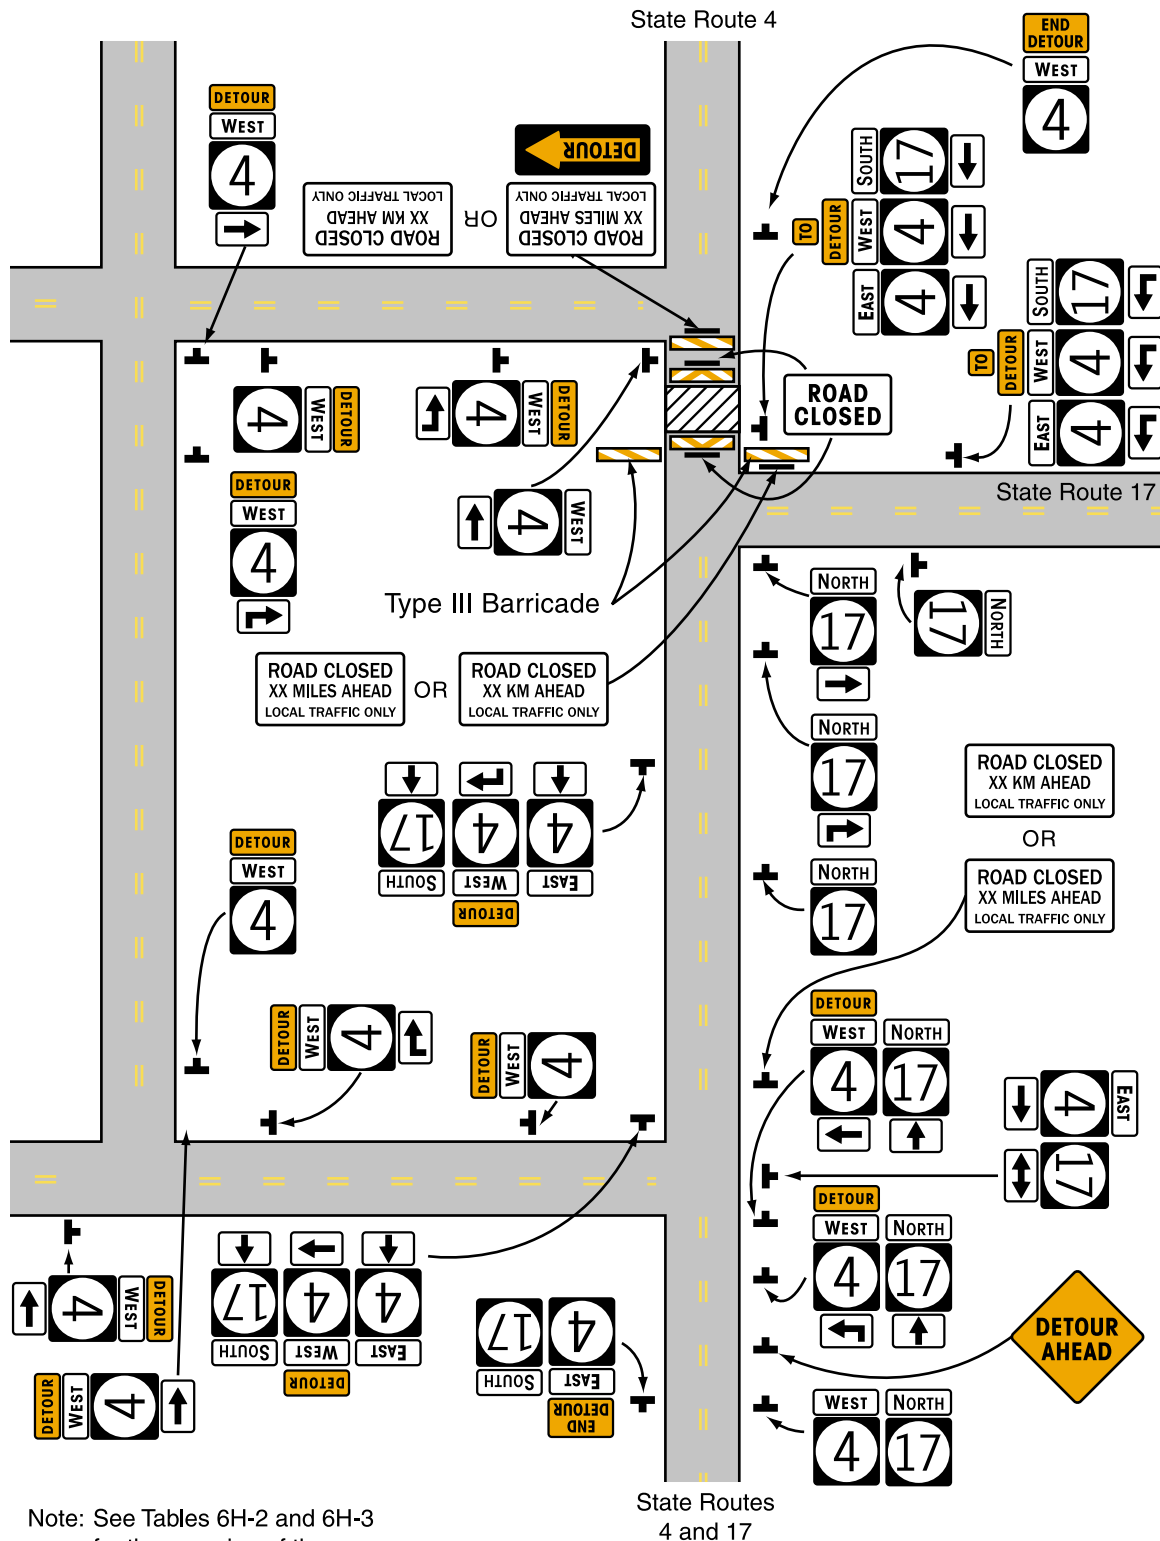 State Route 4
END
DETOUR
WEST
4
DETOUR
WEST
4
DETOUR
ROAD CLOSED
XX KM AHEAD
LOCAL TRAFFIC ONLY
OR
ROAD CLOSED
XX MILES AHEAD
LOCAL TRAFFIC ONLY
SOUTH
17
TO
DETOUR
WEST
4
EAST
4
SOUTH
17
TO
DETOUR
WEST
4
EAST
4
ROAD
CLOSED
State Route 17
4
WEST
DETOUR
4
WEST
DETOUR
DETOUR
WEST
4
4
WEST
Type III Barricade
NORTH
17
17
NORTH
ROAD CLOSED
XX MILES AHEAD
LOCAL TRAFFIC ONLY
OR
ROAD CLOSED
XX KM AHEAD
LOCAL TRAFFIC ONLY
NORTH
17
ROAD CLOSED
XX KM AHEAD
LOCAL TRAFFIC ONLY
OR
ROAD CLOSED
XX MILES AHEAD
LOCAL TRAFFIC ONLY
17
SOUTH
4
WEST
DETOUR
4
EAST
DETOUR
WEST
4
NORTH
17
DETOUR
WEST
4
DETOUR
WEST
4
DETOUR
WEST
4
NORTH
17
4
EAST
17
DETOUR
WEST
4
NORTH
17
4
WEST
DETOUR
17
SOUTH
4
WEST
DETOUR
4
EAST
17
SOUTH
4
EAST
END
DETOUR
DETOUR
AHEAD
DETOUR
WEST
4
WEST
4
NORTH
17
State Routes
4 and 17
Note: See Tables 6H-2 and 6H-3